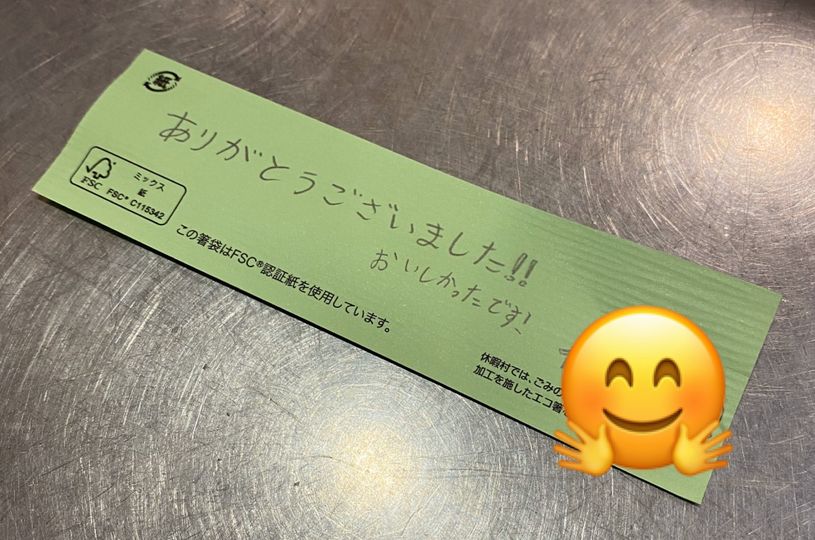 紙
ありがとうございました!!
おいしかったです!
ミックス
紙
FSC FSC® C115342
この箸袋はFSC®認証紙を使用しています。
休暇村では、ごみの
加工を施したエコ箸